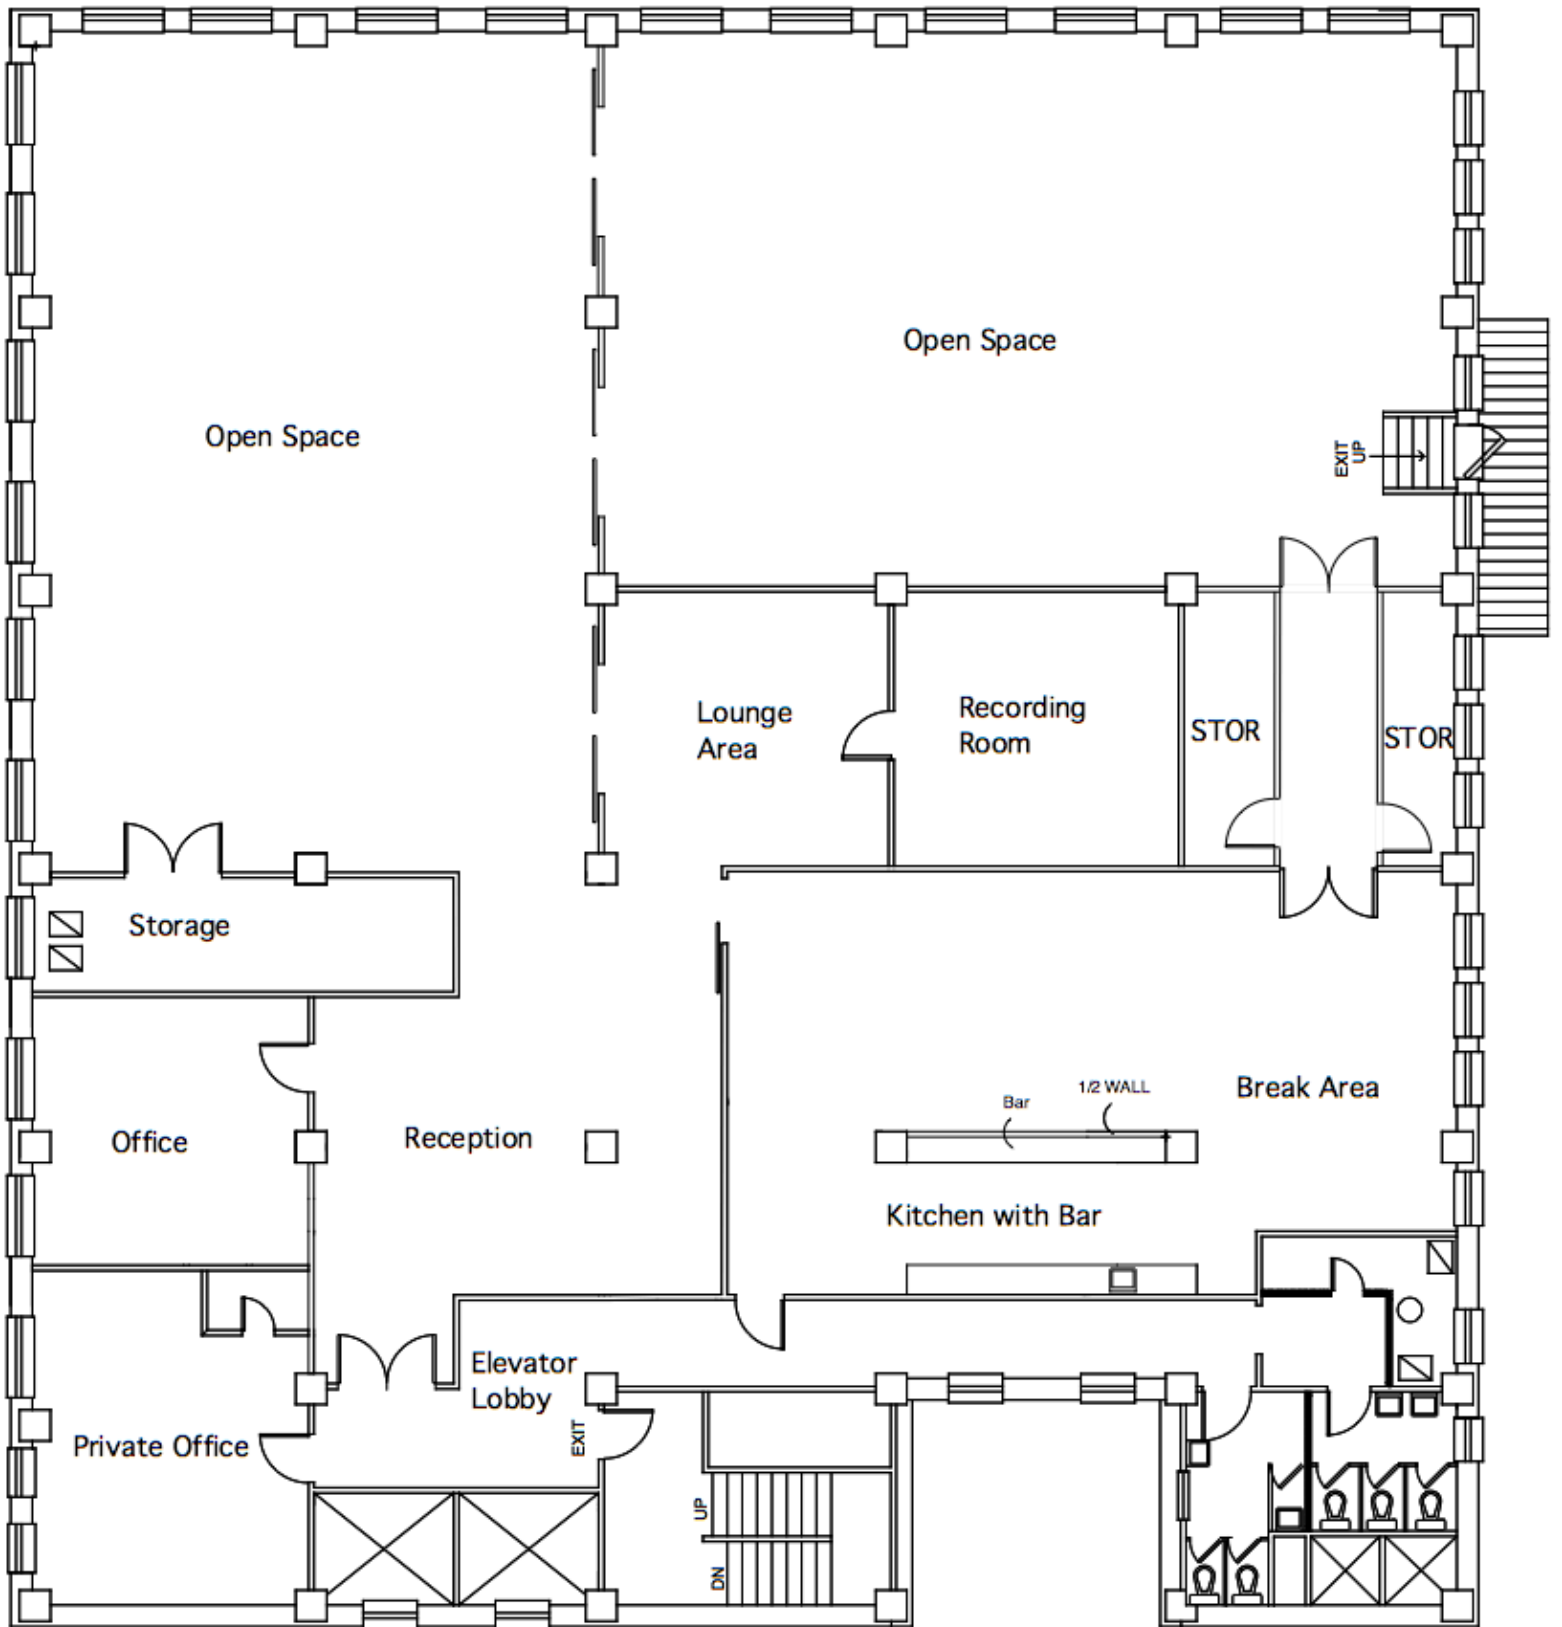 Open Space
Open Space
EXIT
UP
Lounge
Area
Recording
Room
STOR
STOR
Storage
Bar
1/2 WALL
Break Area
Office
Reception
Kitchen with Bar
Elevator
Lobby
EXIT
Private Office
UP
DN